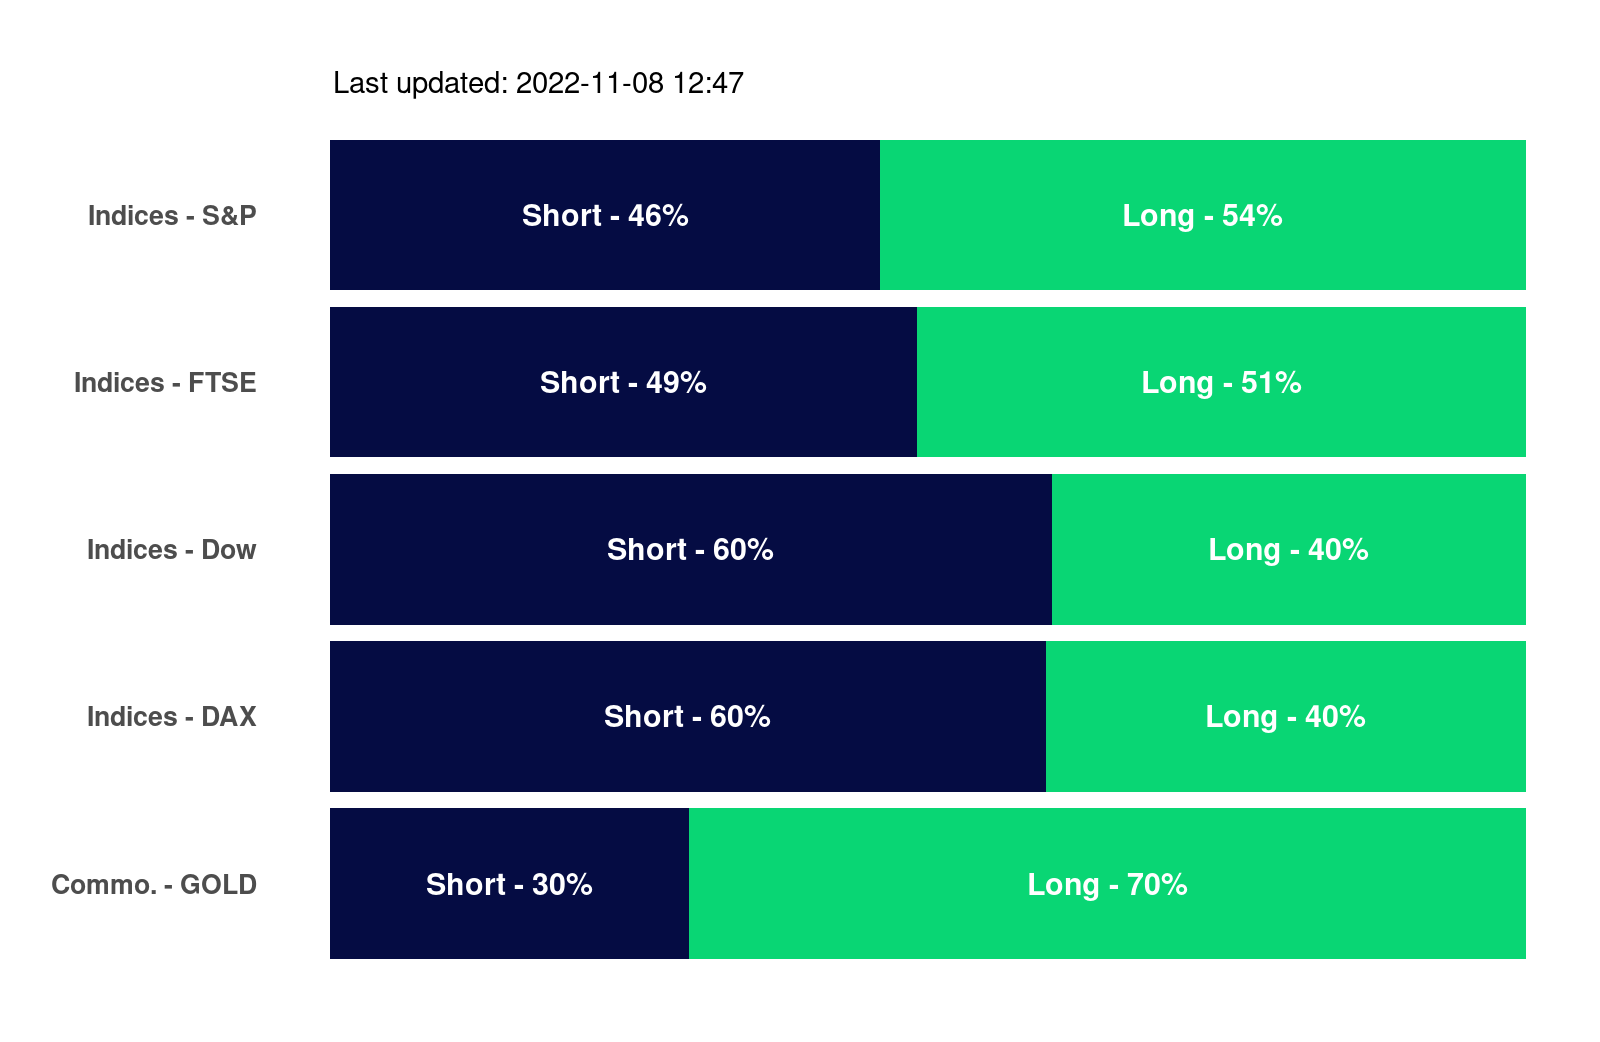 Last updated: 2022-11-08 12:47
Indices - S&P Short - 46% Long - 54%
Indices - FTSE Short - 49% Long - 51%
Indices - Dow Short - 60% Long - 40%
Indices - DAX Short - 60% Long - 40%
Commo. - GOLD Short - 30% Long - 70%